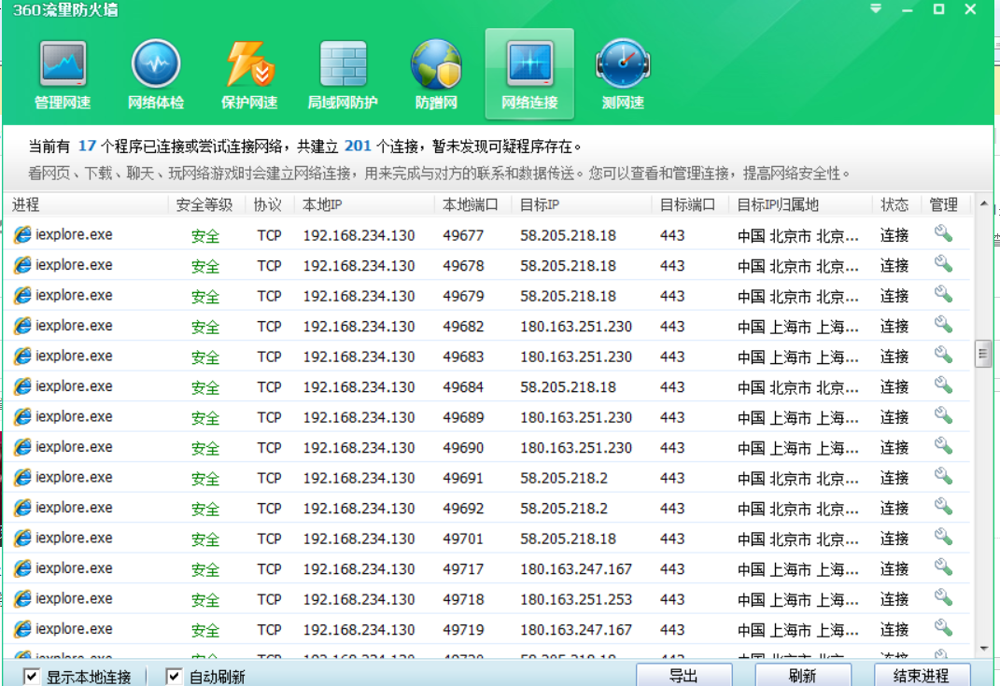 360流量防火墙
管理网速 网络体检 保护网速 局域网防护 防蹭网 网络连接 测网速
当前有 17 个程序已连接或尝试连接网络，共建立 201 个连接，暂未发现可疑程序存在。
看网页、下载、聊天、玩网络游戏时会建立网络连接，用来完成与对方的联系和数据传送。您可以查看和管理连接，提高网络安全性。
进程 安全等级 协议 本地IP 本地端口 目标IP 目标端口 目标IP归属地 状态 管理
iexplore.exe 安全 TCP 192.168.234.130 49677 58.205.218.18 443 中国 北京市 北京... 连接
iexplore.exe 安全 TCP 192.168.234.130 49678 58.205.218.18 443 中国 北京市 北京... 连接
iexplore.exe 安全 TCP 192.168.234.130 49679 58.205.218.18 443 中国 北京市 北京... 连接
iexplore.exe 安全 TCP 192.168.234.130 49682 180.163.251.230 443 中国 上海市 上海... 连接
iexplore.exe 安全 TCP 192.168.234.130 49683 180.163.251.230 443 中国 上海市 上海... 连接
iexplore.exe 安全 TCP 192.168.234.130 49684 58.205.218.18 443 中国 北京市 北京... 连接
iexplore.exe 安全 TCP 192.168.234.130 49689 180.163.251.230 443 中国 上海市 上海... 连接
iexplore.exe 安全 TCP 192.168.234.130 49690 180.163.251.230 443 中国 上海市 上海... 连接
iexplore.exe 安全 TCP 192.168.234.130 49691 58.205.218.2 443 中国 北京市 北京... 连接
iexplore.exe 安全 TCP 192.168.234.130 49692 58.205.218.2 443 中国 北京市 北京... 连接
iexplore.exe 安全 TCP 192.168.234.130 49701 58.205.218.18 443 中国 北京市 北京... 连接
iexplore.exe 安全 TCP 192.168.234.130 49717 180.163.247.167 443 中国 上海市 上海... 连接
iexplore.exe 安全 TCP 192.168.234.130 49718 180.163.251.253 443 中国 上海市 上海... 连接
iexplore.exe 安全 TCP 192.168.234.130 49719 180.163.247.167 443 中国 上海市 上海... 连接
显示本地连接 自动刷新 导出 刷新 结束进程